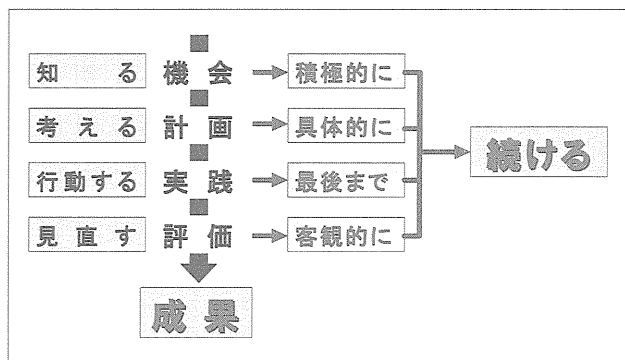 知る 機会 積極的に
考える 計画 具体的に
続ける
行動する 実践 最後まで
見直す 評価 客観的に
成果